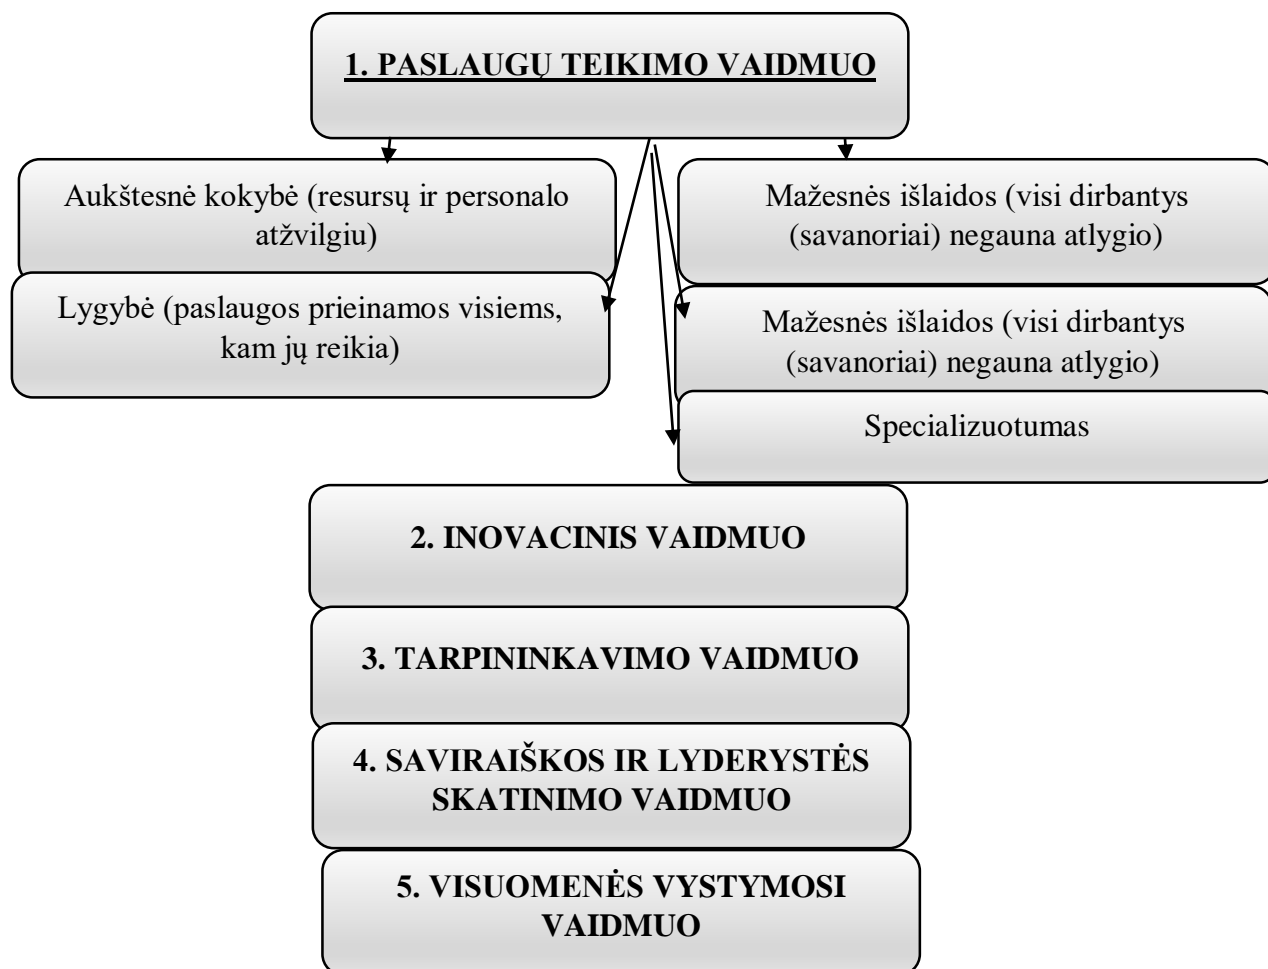 1. PASLAUGŲ TEIKIMO VAIDMUO
Aukštesnė kokybė (resursų ir personalo
atžvilgiu)
Lygybė (paslaugos prieinamos visiems,
kam jų reikia)
Mažesnės išlaidos (visi dirbantys
(savanoriai) negauna atlygio)
Mažesnės išlaidos (visi dirbantys
(savanoriai) negauna atlygio)
Specializuotumas
2. INOVACINIS VAIDMUO
3. TARPININKAVIMO VAIDMUO
4. SAVIRAIŠKOS IR LYDERYSTĖS
SKATINIMO VAIDMUO
5. VISUOMENĖS VYSTYMOSI
VAIDMUO